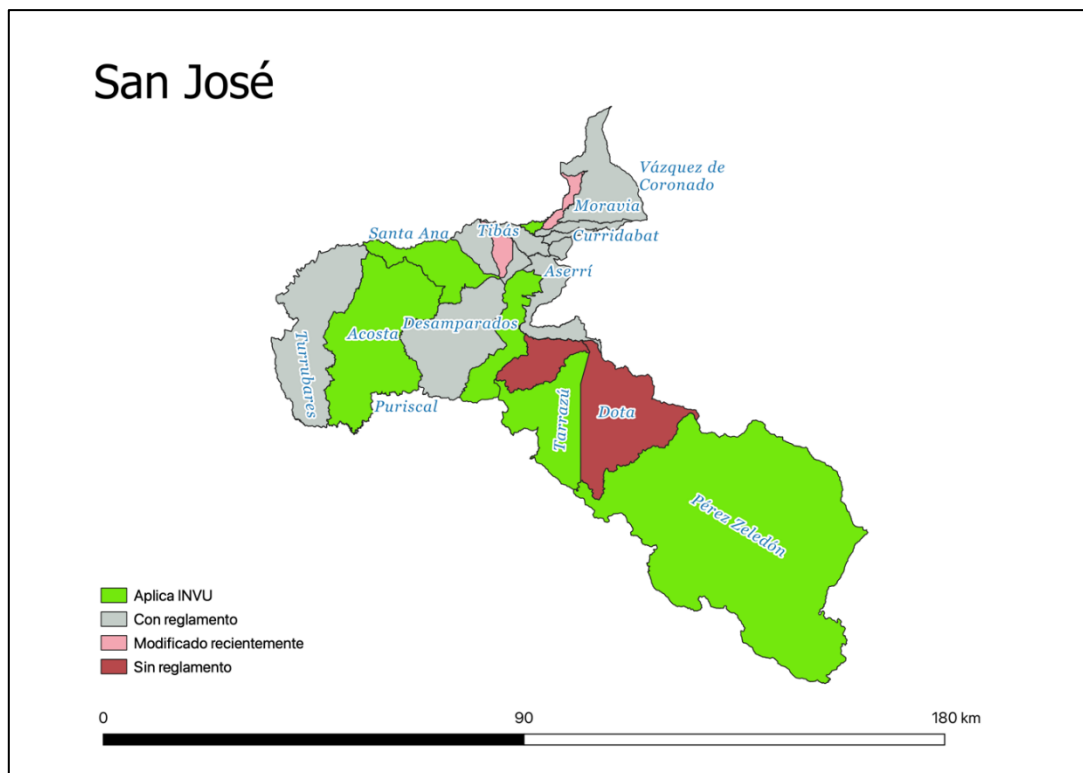 San José
Vázquez de
Coronado
Moravia
Santa Ana
Tibás
Curridabat
Aserrí
Desamparados
Acosta
Turrubares
Puriscal
Tarrazú
Dota
Pérez Zeledón
Aplica INVU
Con reglamento
Modificado recientemente
Sin reglamento
0 90 180 km